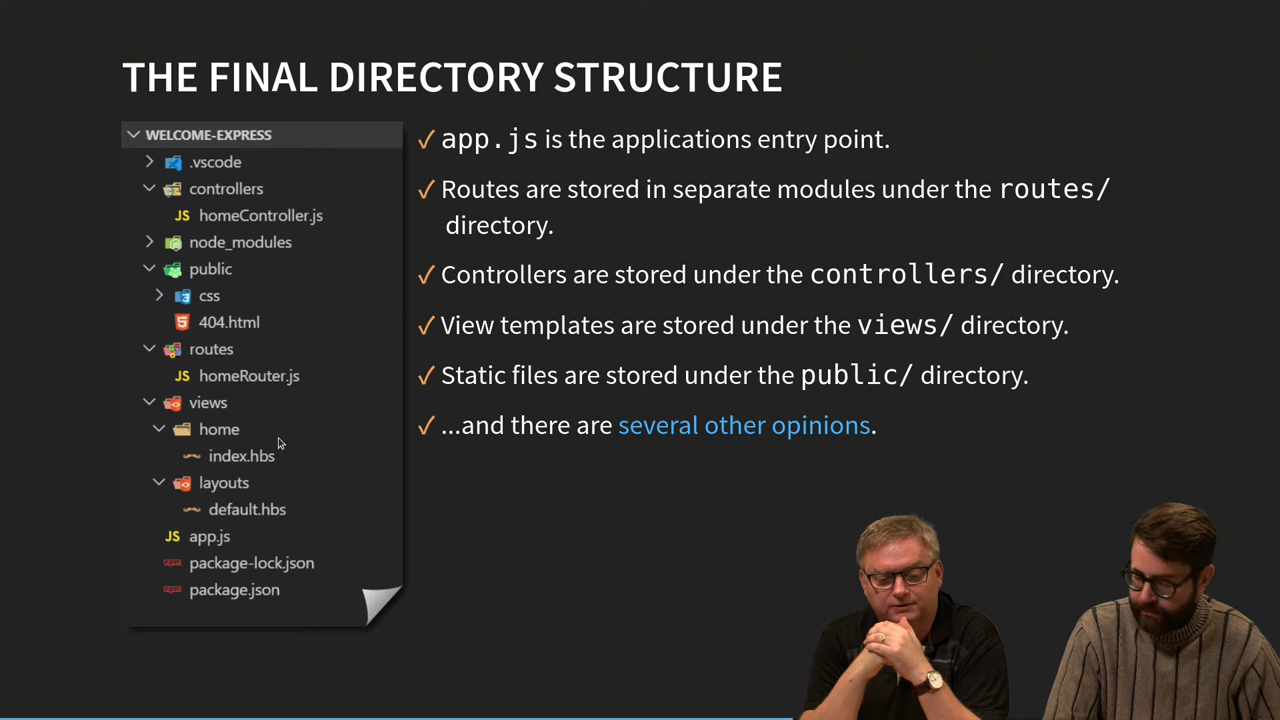 THE FINAL DIRECTORY STRUCTURE
WELCOME-EXPRESS
.vscode
controllers
JS homeController.js
node_modules
public
css
404.html
routes
JS homeRouter.js
views
home
index.hbs
layouts
default.hbs
JS app.js
package-lock.json
package.json
✓ app.js is the applications entry point.
✓ Routes are stored in separate modules under the routes/
directory.
✓ Controllers are stored under the controllers/ directory.
✓ View templates are stored under the views/ directory.
✓ Static files are stored under the public/ directory.
✓ ...and there are several other opinions.